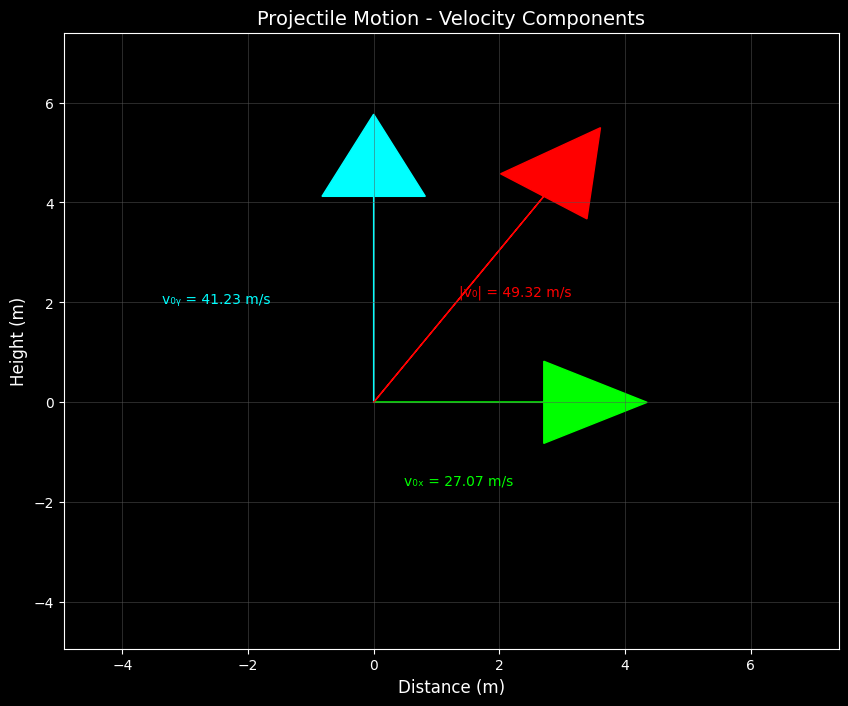 Projectile Motion - Velocity Components
6
4
2
0
−2
−4
Height (m)
v₀ᵧ = 41.23 m/s
|v₀| = 49.32 m/s
v₀ₓ = 27.07 m/s
−4
−2
0
2
4
6
Distance (m)